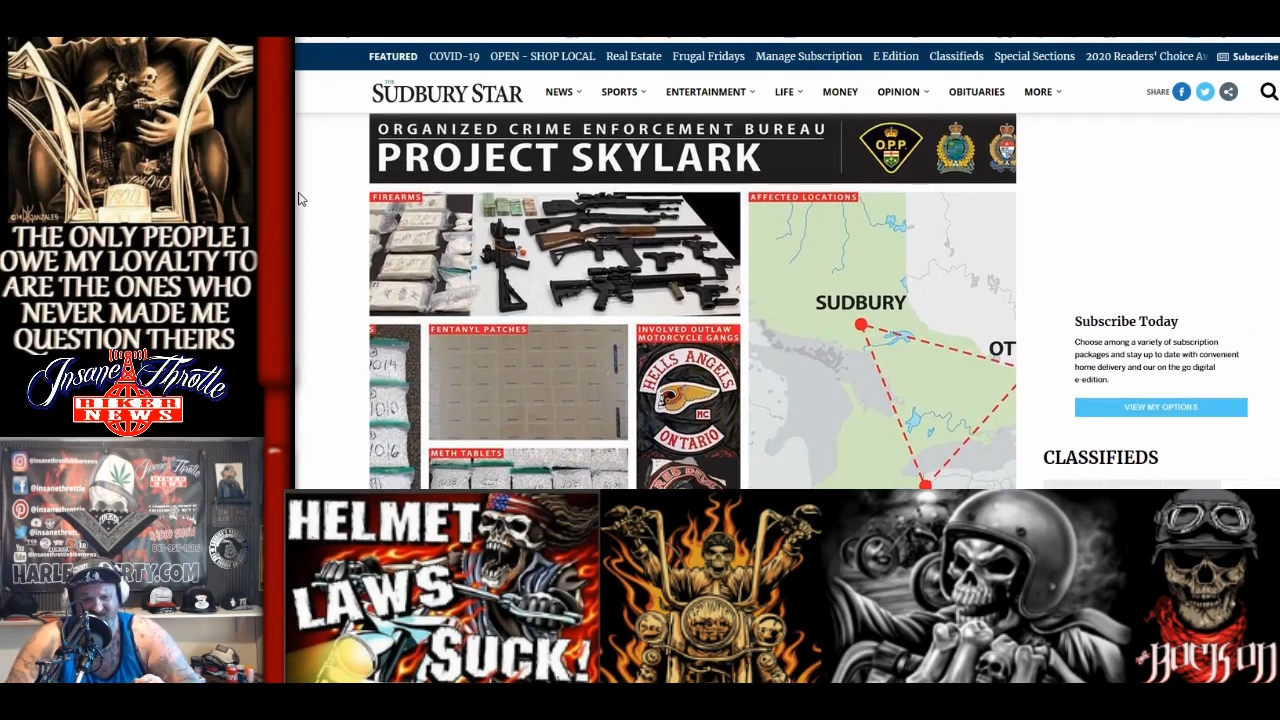 FEATURED COVID-19 OPEN - SHOP LOCAL Real Estate Frugal Fridays Manage Subscription E Edition Classifieds Special Sections 2020 Readers' Choice Aw Subscribe
THE
SUDBURY STAR
NEWS SPORTS ENTERTAINMENT LIFE MONEY OPINION OBITUARIES MORE SHARE
ORGANIZED CRIME ENFORCEMENT BUREAU
PROJECT SKYLARK
O.P.P.
FIREARMS
AFFECTED LOCATIONS
SUDBURY
OT
FENTANYL PATCHES
INVOLVED OUTLAW
MOTORCYCLE GANGS
HELLS ANGELS
MC
ONTARIO
METH TABLETS
Subscribe Today
Choose among a variety of subscription
packages and stay up to date with convenient
home delivery and our on the go digital
e-edition.
VIEW MY OPTIONS
CLASSIFIEDS
THE ONLY PEOPLE I
OWE MY LOYALTY TO
ARE THE ONES WHO
NEVER MADE ME
QUESTION THEIRS
Insane Throttle
BIKER
NEWS
@insanethrottlebikernews
@insanethrottle
HELMET
LAWS
SUCK!